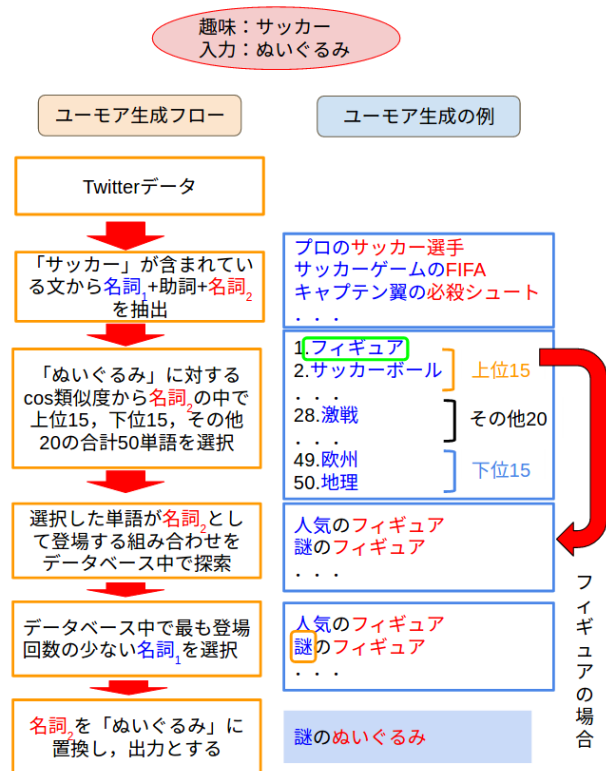 趣味：サッカー
入力：ぬいぐるみ
ユーモア生成フロー
ユーモア生成の例
Twitterデータ
「サッカー」が含まれてい
る文から名詞1+助詞+名詞2
を抽出
プロのサッカー選手
サッカーゲームのFIFA
キャプテン翼の必殺シュート
. . .
「ぬいぐるみ」に対する
cos類似度から名詞2の中で
上位15，下位15，その他
20の合計50単語を選択
1.フィギュア
2.サッカーボール
. . .
28.激戦
. . .
49.欧州
50.地理
上位15
その他20
下位15
選択した単語が名詞2とし
て登場する組み合わせを
データベース中で探索
人気のフィギュア
謎のフィギュア
. . .
フィギュアの場合
データベース中で最も登場
回数の少ない名詞1を選択
人気のフィギュア
謎のフィギュア
. . .
名詞2を「ぬいぐるみ」に
置換し，出力とする
謎のぬいぐるみ